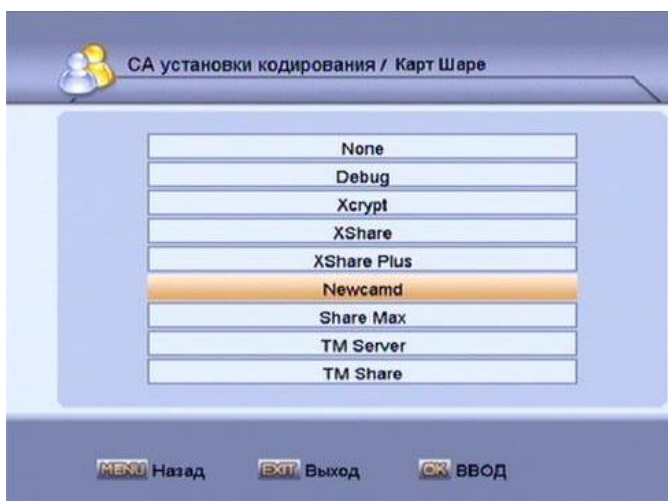 CA установки кодирования / Карт Шаре
None
Debug
Xcrypt
XShare
XShare Plus
Newcamd
Share Max
TM Server
TM Share
MENU Назад EXIT Выход OK ВВОД